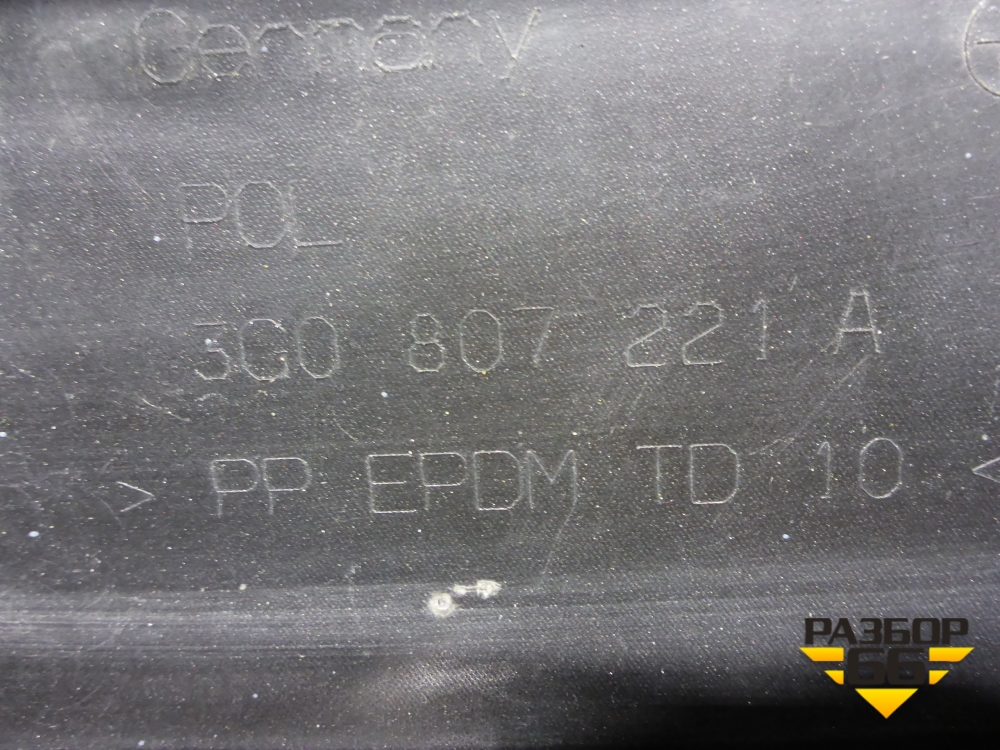 Germany
POL
3G0 807 221 A
> PP EPDM TD 10 <
РАЗБОР
66